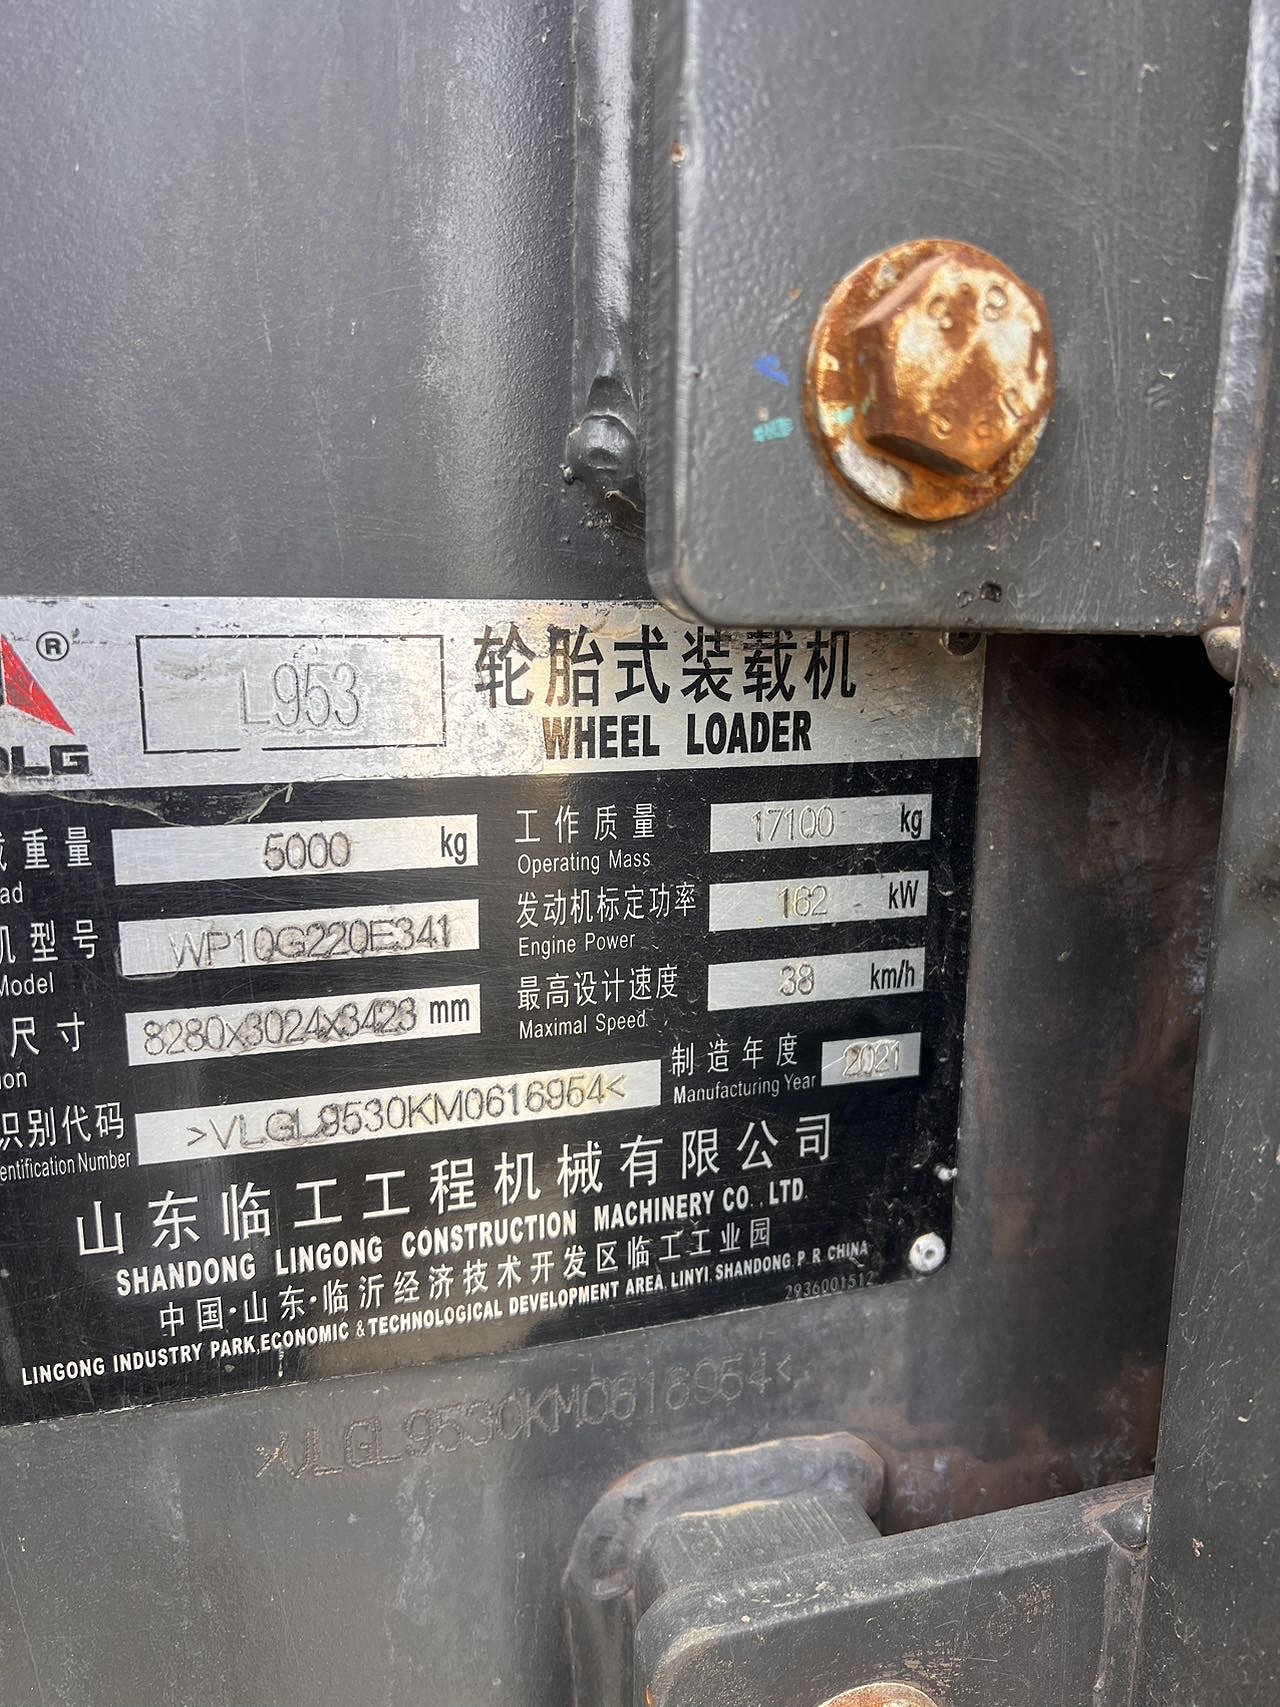 ®
L953
轮胎式装载机
WHEEL LOADER
DLG
重量 5000 kg
工作质量 17100 kg
Operating Mass
机型号 WP10G220E341
Model
发动机标定功率 162 kW
Engine Power
尺寸 8280x3024x3423 mm
最高设计速度 38 km/h
Maximal Speed
识别代码 >VLGL9530KM0616954<
entification Number
制造年度 2021
Manufacturing Year
山东临工工程机械有限公司
SHANDONG LINGONG CONSTRUCTION MACHINERY CO.,LTD.
中国·山东·临沂经济技术开发区临工工业园
LINGONG INDUSTRY PARK,ECONOMIC &TECHNOLOGICAL DEVELOPMENT AREA. LINYI. SHANDONG. P. R. CHINA
2936001512
>VLGL9530KM0616954<